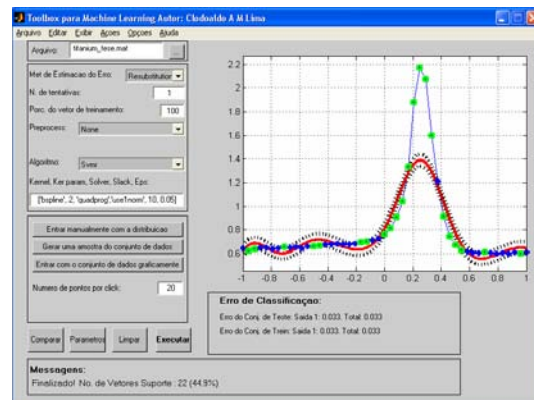 Toolbox para Machine Learning Autor: Clodoaldo A M Lima
Arquivo Editar Exibir Açoes Opçoes Ajuda
Arquivo: titanium_tese.mat ...
Met de Estimacao do Erro: Resubstitution
N. de tentativas: 1
Porc. do vetor de treinamento: 100
Preprocess: None
Algoritmo: Svex
Kernel, Ker param, Solver, Slack, Eps:
['bspline', 2, 'quadprog','use1norm', 10, 0.05]
Entrar manualmente com a distribuicao
Gerar uma amostra do conjunto de dados
Entrar com o conjunto de dados graficamente
Numero de pontos por click: 20
Comparar Parametros Limpar Executar
2.2
2
1.8
1.6
1.4
1.2
1
0.8
0.6
-1 -0.8 -0.6 -0.4 -0.2 0 0.2 0.4 0.6 0.8 1
Erro de Classificaçao:
Erro do Conj. de Teste: Saida 1: 0.033. Total: 0.033
Erro do Conj. de Trein: Saida 1: 0.033. Total: 0.033
Messagens:
Finalizado! No. de Vetores Suporte : 22 (44.9%)